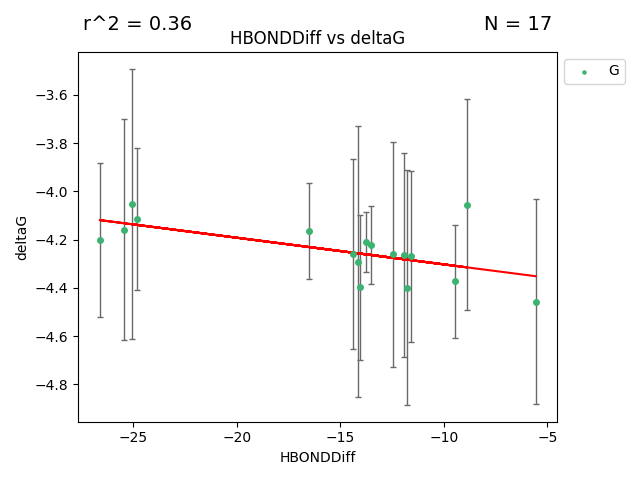 r^2 = 0.36
N = 17
HBONDDiff vs deltaG
G
deltaG
−3.6
−3.8
−4.0
−4.2
−4.4
−4.6
−4.8
−25
−20
−15
−10
−5
HBONDDiff